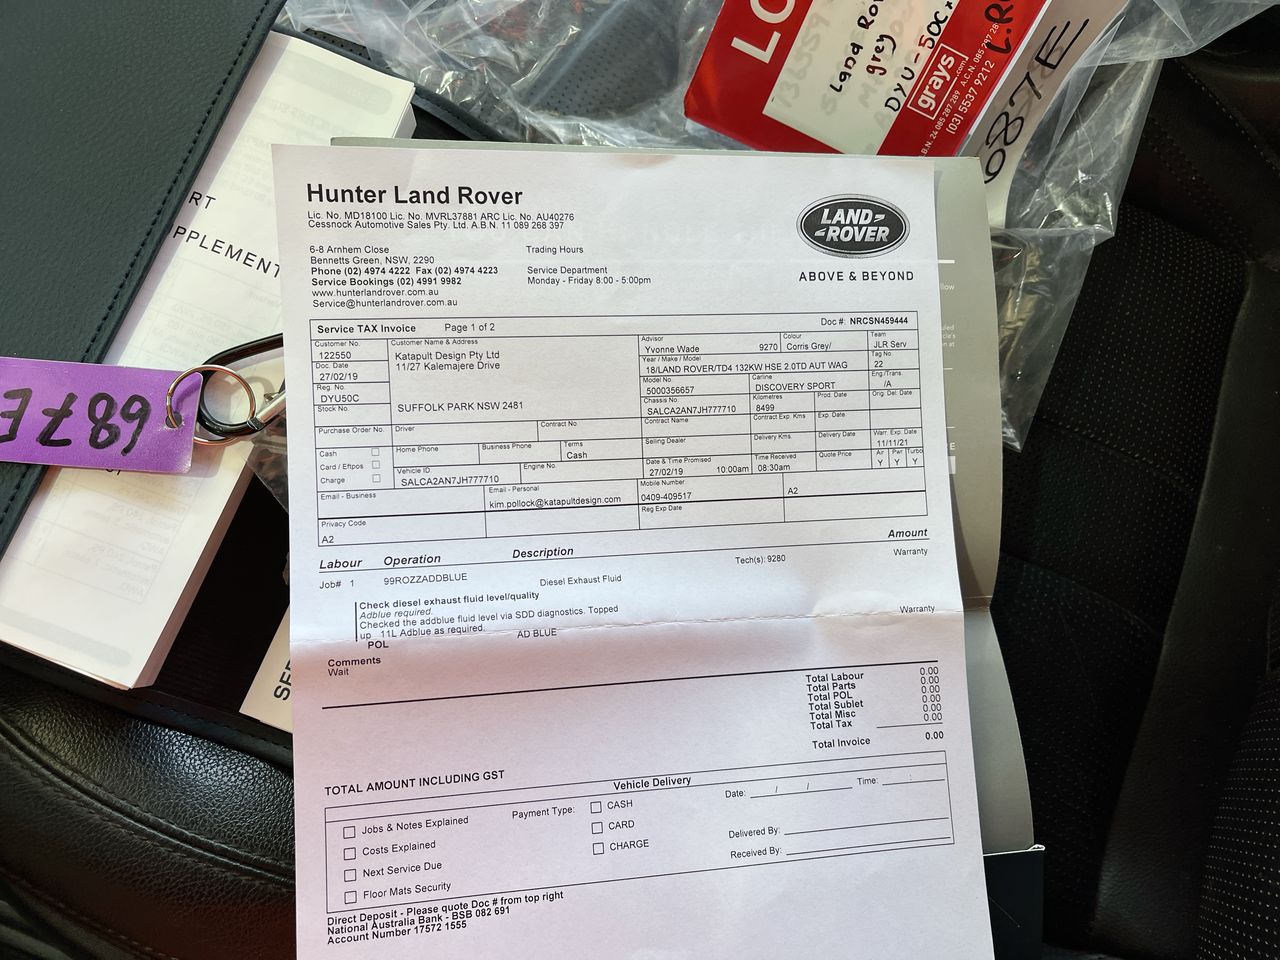 LO
Land Ro
grey
DYU-50C
grays
.com
A.B.N. 24 085 287 289 A.C.N. 085 287 28
(03) 5537 9212
687E
RT
PPLEMENT
687E
Hunter Land Rover
Lic. No. MD18100 Lic. No. MVRL37881 ARC Lic. No. AU40276
Cessnock Automotive Sales Pty. Ltd. A.B.N. 11 089 268 397
LAND-
-ROVER
ABOVE & BEYOND
6-8 Arnhem Close
Bennetts Green, NSW, 2290
Phone (02) 4974 4222 Fax (02) 4974 4223
Service Bookings (02) 4991 9982
www.hunterlandrover.com.au
Service@hunterlandrover.com.au
Trading Hours
Service Department
Monday - Friday 8:00 - 5:00pm
Service TAX Invoice Page 1 of 2 Doc #: NRCSN459444
Customer No.
122550
Doc. Date
27/02/19
Reg. No.
DYU50C
Stock No.
Customer Name & Address
Katapult Design Pty Ltd
11/27 Kalemajere Drive
SUFFOLK PARK NSW 2481
Advisor
Yvonne Wade 9270
Colour
Corris Grey/
Team
JLR Serv
Year / Make / Model
18/LAND ROVER/TD4 132KW HSE 2.0TD AUT WAG
Tag No.
22
Model No.
5000356657
Carline
DISCOVERY SPORT
Eng./Trans.
/A
Chassis No.
SALCA2AN7JH777710
Kilometres
8499
Prod. Date
Orig. Del. Date
Purchase Order No.
Driver
Contract No.
Contract Name
Contract Exp. Kms
Exp. Date
Cash
Card / Eftpos
Charge
Home Phone
Business Phone
Terms
Cash
Selling Dealer
Delivery Kms
Delivery Date
Warr. Exp. Date
11/11/21
Vehicle ID.
SALCA2AN7JH777710
Engine No.
Date & Time Promised
27/02/19 10:00am
Time Received
08:30am
Quote Price
Air Pwr Turbo
Y Y Y
Email - Business
Email - Personal
kim.pollock@katapultdesign.com
Mobile Number
0409-409517
A2
Privacy Code
A2
Reg Exp Date
Labour Operation Description Amount
Job# 1 99ROZZADDBLUE Diesel Exhaust Fluid Tech(s): 9280 Warranty
Check diesel exhaust fluid level/quality
Adblue required.
Checked the addblue fluid level via SDD diagnostics. Topped
up 11L Adblue as required.
POL AD BLUE Warranty
Comments
Wait
Total Labour 0.00
Total Parts 0.00
Total POL 0.00
Total Sublet 0.00
Total Misc 0.00
Total Tax 0.00
Total Invoice 0.00
TOTAL AMOUNT INCLUDING GST
Vehicle Delivery
Jobs & Notes Explained
Costs Explained
Next Service Due
Floor Mats Security
Payment Type:
CASH
CARD
CHARGE
Date: / / Time: :
Delivered By:
Received By:
Direct Deposit - Please quote Doc # from top right
National Australia Bank - BSB 082 691
Account Number 17572 1555